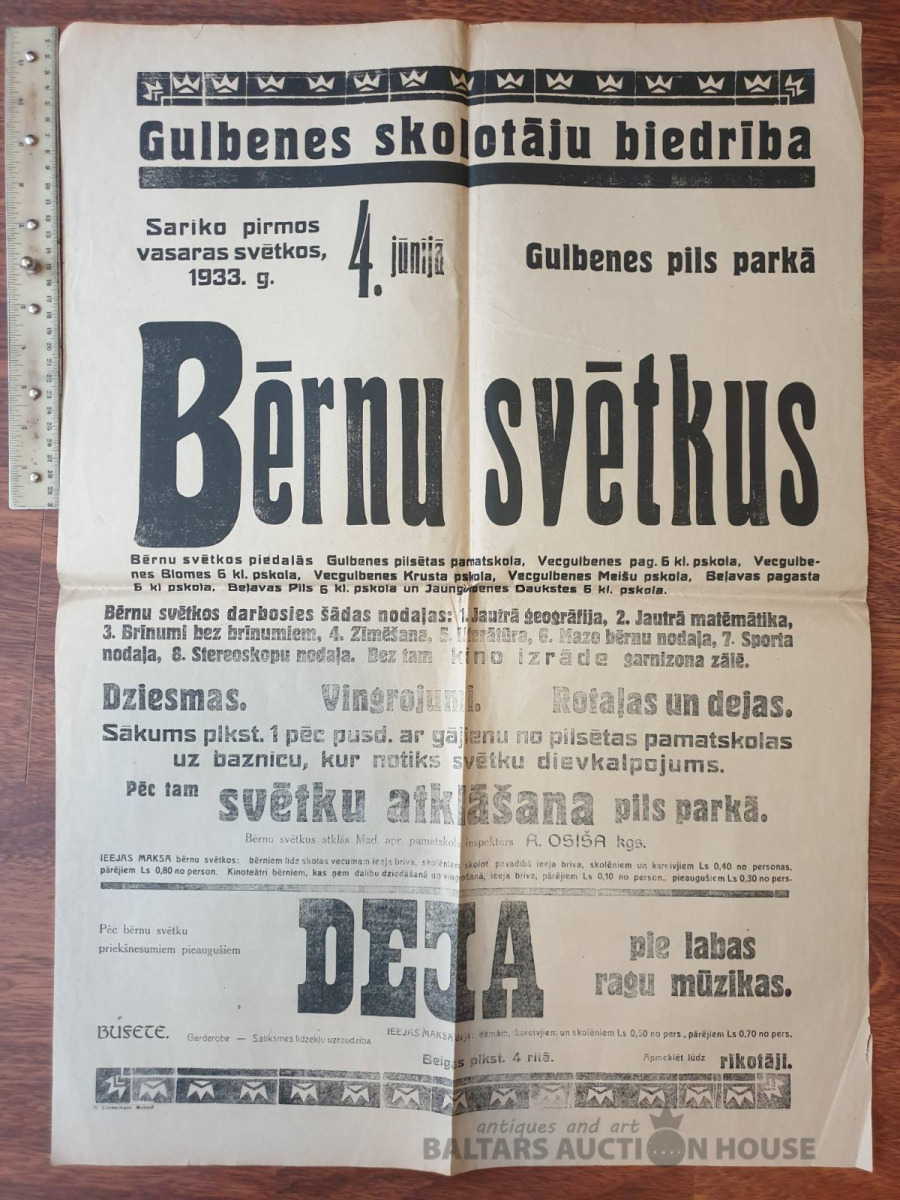 Gulbenes skolotāju biedrība
Sarīko pirmos
vasaras svētkos,
1933. g.
4. jūnijā
Gulbenes pils parkā
Bērnu svētkus
Bērnu svētkos piedalās Gulbenes pilsētas pamatskola, Vecgulbenes pag. 6 kl. pskola, Vecgulbe-
nes Blomes 6 kl. pskola, Vecgulbenes Krusta pskola, Vecgulbenes Meišu pskola, Beļavas pagasta
6 kl pskola, Beļavas Pils 6 kl. pskola un Jaungulbenes Daukstes 6 kl. pskola.
Bērnu svētkos darbosies šādas nodaļas: 1. Jautrā ģeogrāfija, 2. Jautrā matēmātika,
3. Brīnumi bez brīnumiem, 4. Zīmēšana, 5. Literātūra, 6. Mazo bērnu nodaļa, 7. Sporta
nodaļa, 8. Stereoskopu nodaļa. Bez tam kino izrāde garnizona zālē.
Dziesmas. Vingrojumi. Rotaļas un dejas.
Sākums plkst. 1 pēc pusd. ar gājienu no pilsētas pamatskolas
uz baznīcu, kur notiks svētku dievkalpojums.
Pēc tam svētku atklāšana pils parkā.
Bērnu svētkus atklās Mad. apr. pamatskolu inspektors A. OSIŠA kgs.
IEEJAS MAKSA bērnu svētkos: bērniem līdz skolas vecumam ieeja brīva, skolēniem skolot. pavadībā ieeja brīva, skolēniem un kareivjiem Ls 0,40 no personas,
pārējiem Ls 0,80 no person. Kinoteātrī bērniem, kas ņem dalību dziedāšanā un vingrošanā, ieeja brīva, pārējiem Ls 0,10 no person., pieaugušiem Ls 0,30 no pers.
Pēc bērnu svētku
priekšnesumiem pieaugušiem
DEJA
pie labas
ragu mūzikas.
BUFETE.
Garderobe — Satiksmes līdzekļu uzraudzība.
IEEJAS MAKSA dejā: dāmām, kareivjiem un skolēniem Ls 0,50 no pers., pārējiem Ls 0,70 no pers.
Beigas plkst. 4 rītā.
Apmeklēt lūdz rīkotāji.
antiques and art
BALTARS AUCTION HOUSE